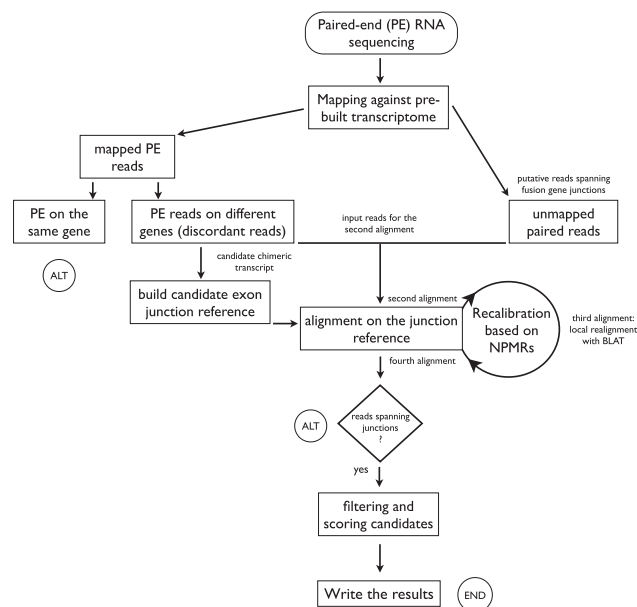 Paired-end (PE) RNA
sequencing
Mapping against pre-
built transcriptome
mapped PE
reads
putative reads spanning
fusion gene junctions
PE on the
same gene
PE reads on different
genes (discordant reads)
input reads for the
second alignment
unmapped
paired reads
ALT
candidate chimeric
transcript
build candidate exon
junction reference
second alignment
alignment on the junction
reference
Recalibration
based on
NPMRs
third alignment:
local realignment
with BLAT
fourth alignment
ALT
reads spanning
junctions
?
yes
filtering and
scoring candidates
Write the results
END